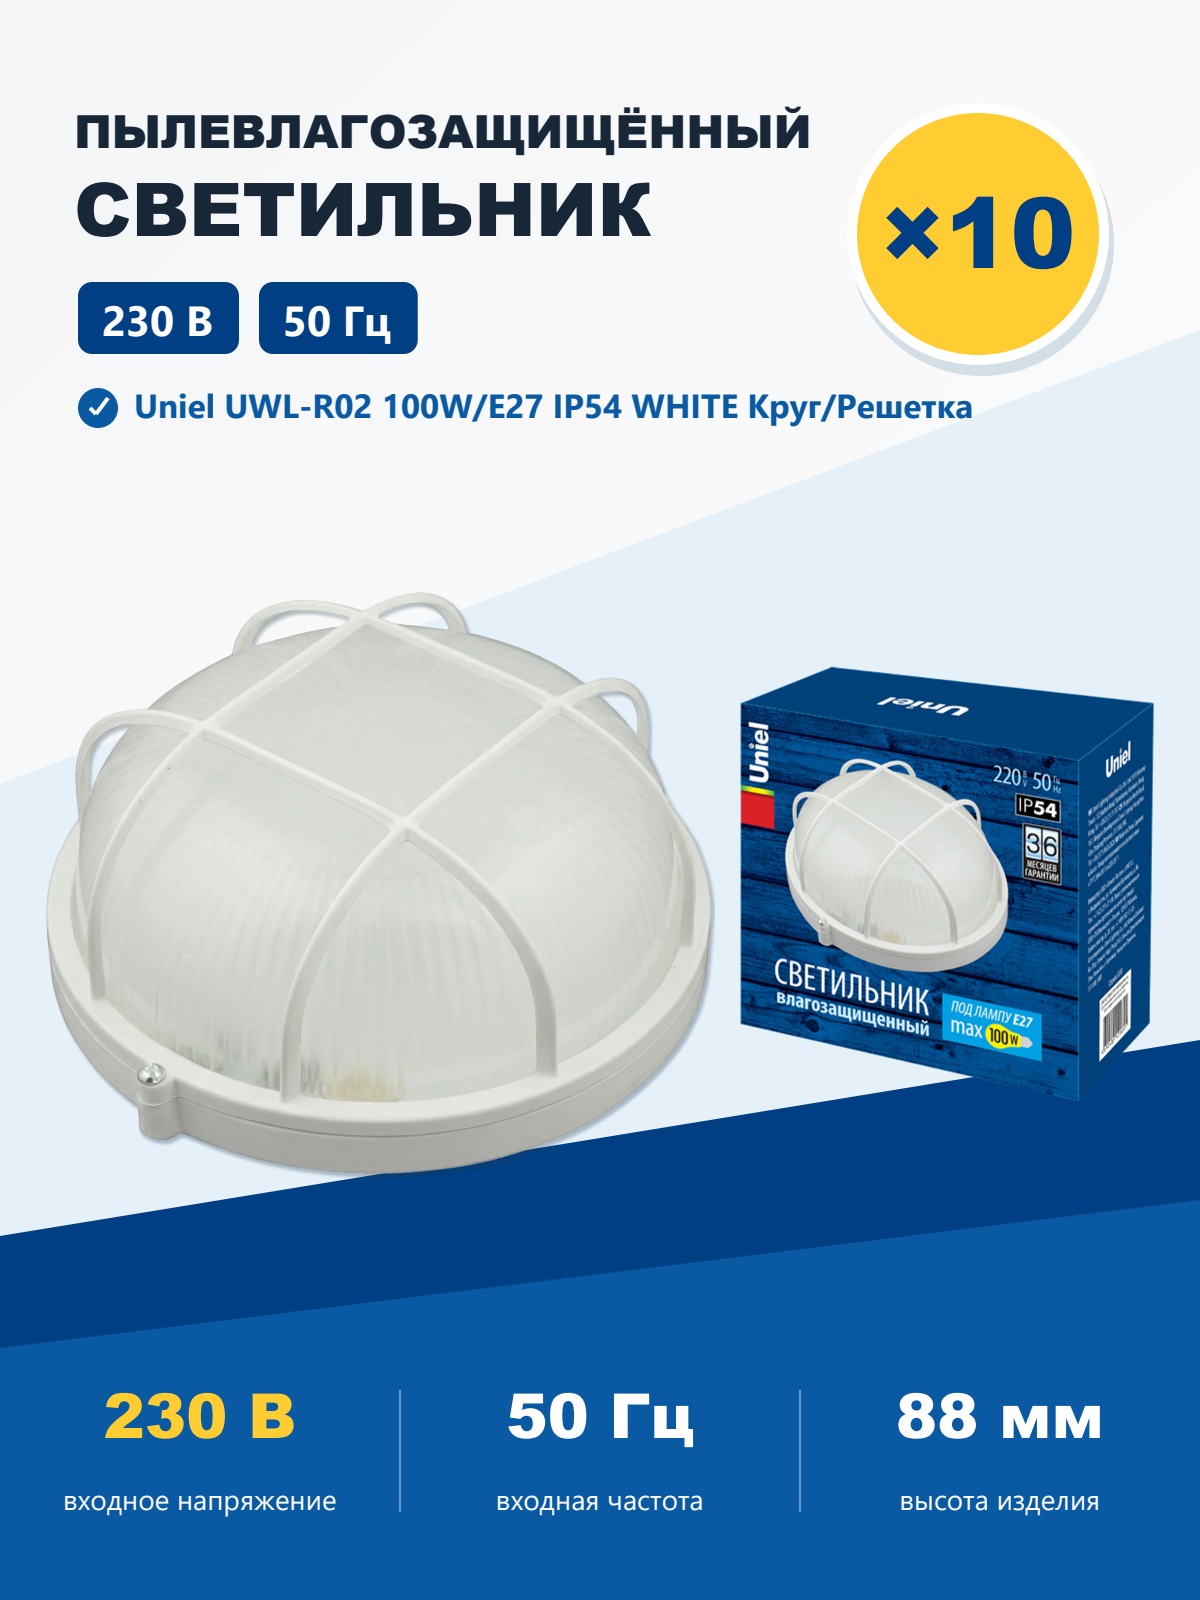 ПЫЛЕВЛАГОЗАЩИЩЁННЫЙ
СВЕТИЛЬНИК
×10
230 В
50 Гц
Uniel UWL-R02 100W/E27 IP54 WHITE Круг/Решетка
Uniel
Uniel
Uniel
220 В V 50 Гц Hz
IP54
36
МЕСЯЦЕВ
ГАРАНТИИ
СВЕТИЛЬНИК
влагозащищенный
ПОД ЛАМПУ E27
max 100W
230 В
50 Гц
88 мм
входное напряжение
входная частота
высота изделия